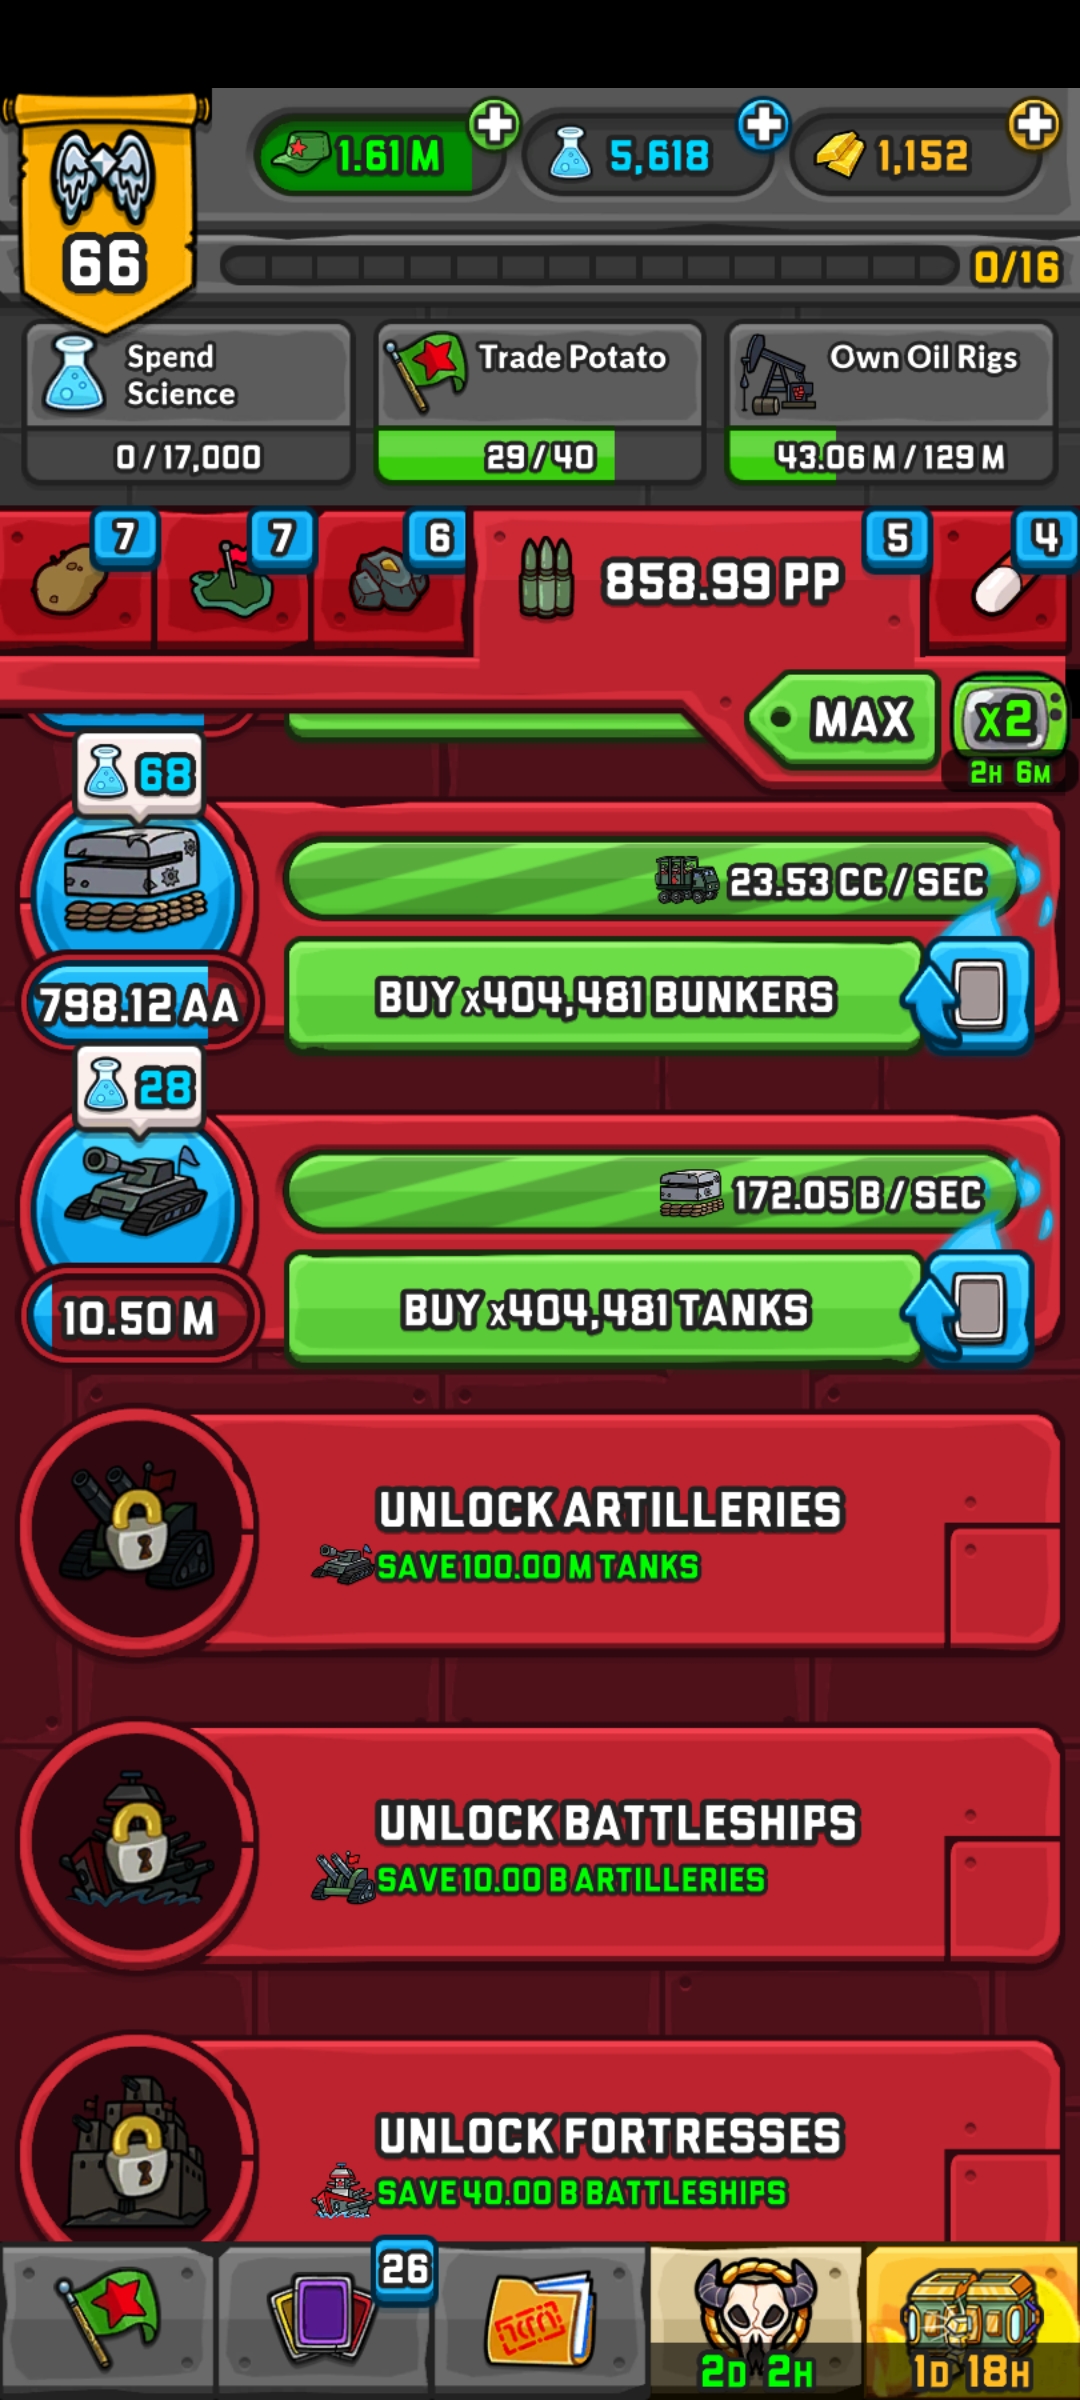 1.61 M
5,618
1,152
66
0/16
Spend
Science
0 / 17,000
Trade Potato
29 / 40
Own Oil Rigs
43.06 M / 129 M
7
7
6
858.99 PP
5
4
MAX
x2
2H 6M
68
23.53 CC / SEC
798.12 AA
BUY x404,481 BUNKERS
28
172.05 B / SEC
10.50 M
BUY x404,481 TANKS
UNLOCK ARTILLERIES
SAVE 100.00 M TANKS
UNLOCK BATTLESHIPS
SAVE 10.00 B ARTILLERIES
UNLOCK FORTRESSES
SAVE 40.00 B BATTLESHIPS
26
2D 2H
1D 18H